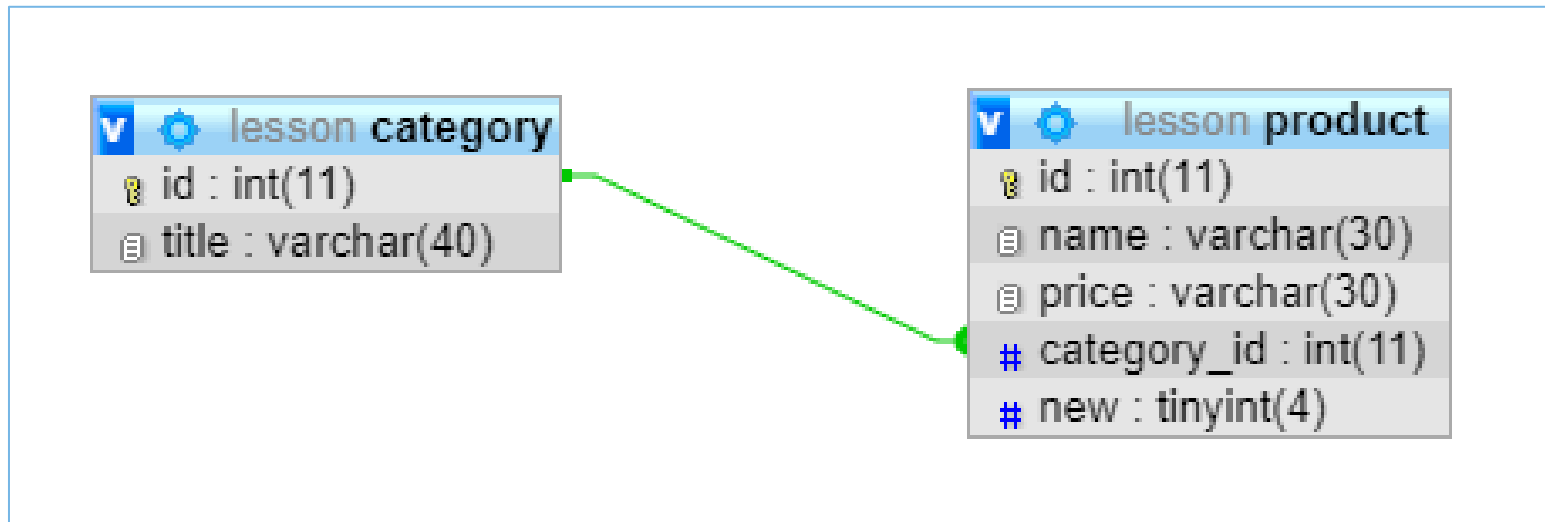 v lesson category
id : int(11)
title : varchar(40)
v lesson product
id : int(11)
name : varchar(30)
price : varchar(30)
# category_id : int(11)
# new : tinyint(4)